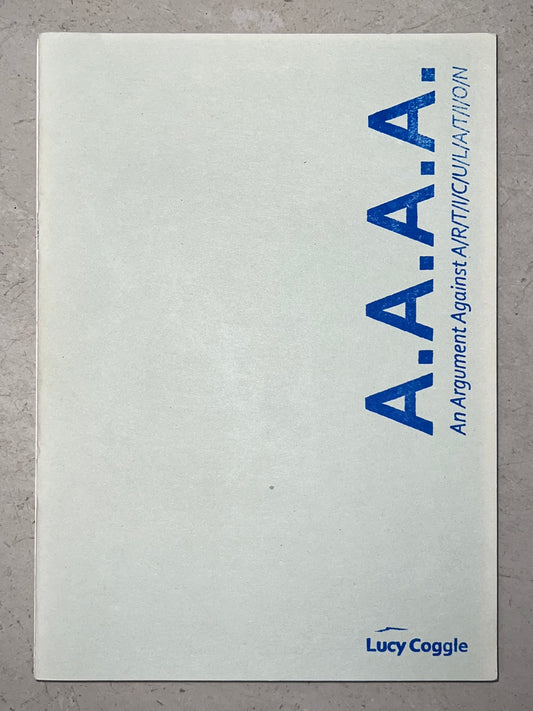 A.A.A.A.
An Argument Against A/R/T/I/C/U/L/A/T/I/O/N
Lucy Coggle